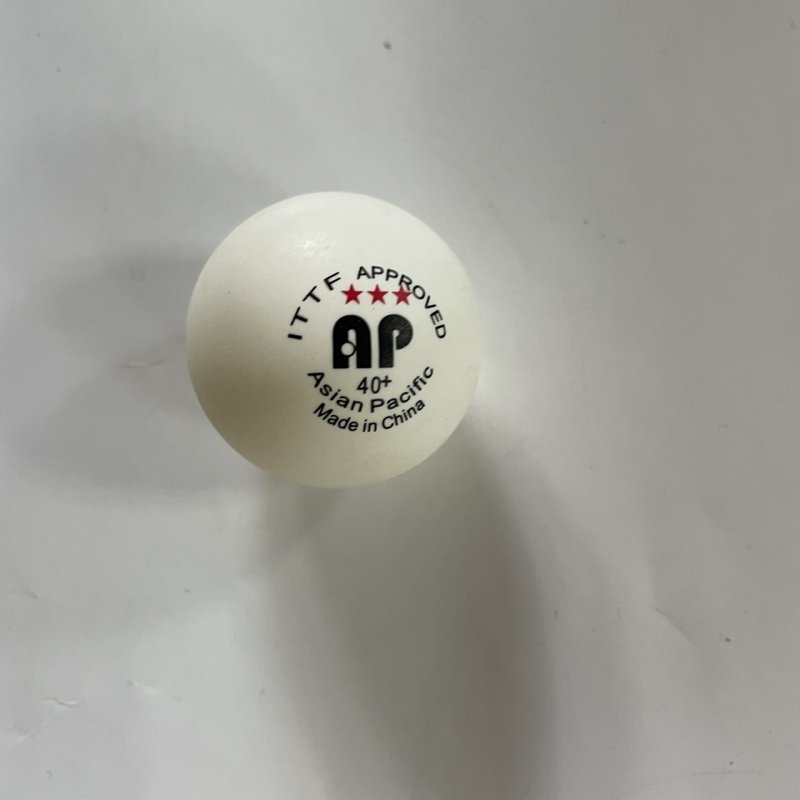 ITTF APPROVED
AP
40+
Asian Pacific
Made in China